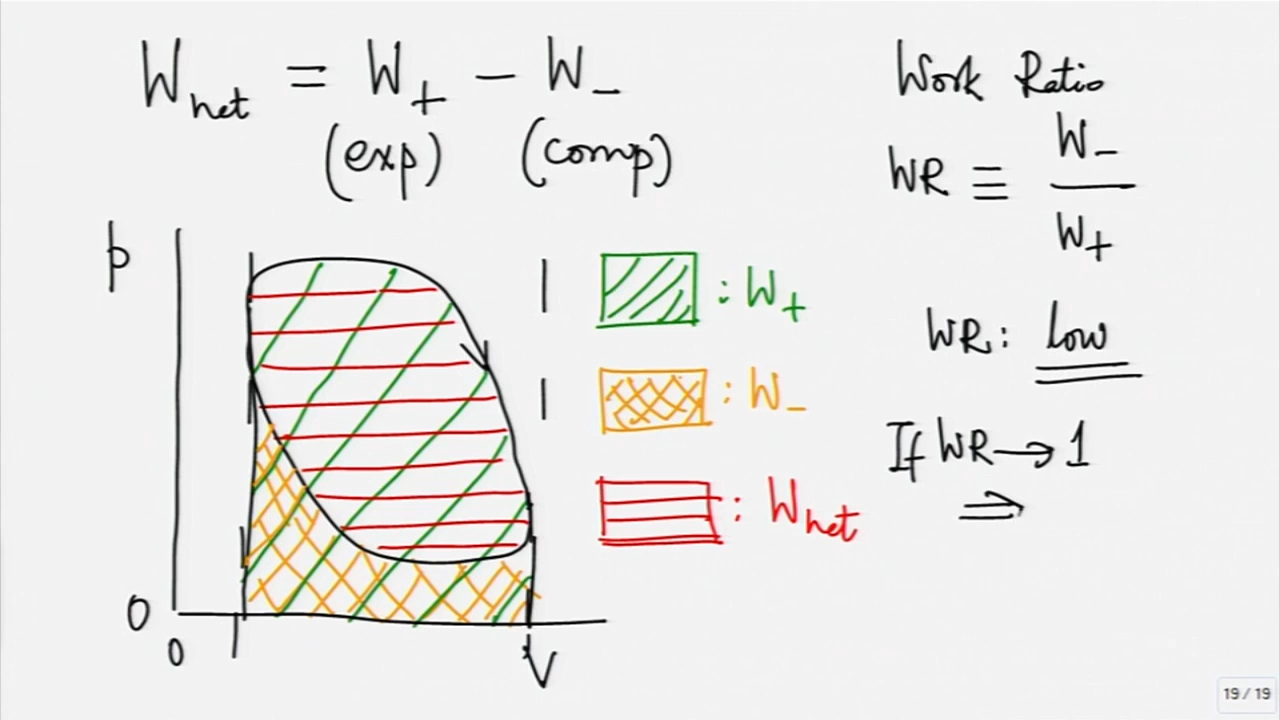 W_net = W_+ - W_-
(exp) (comp)
Work Ratio
WR ≡ W_- / W_+
WR: low
If WR → 1
⇒
p
0
0
V
: W_+
: W_-
: W_net
19 / 19